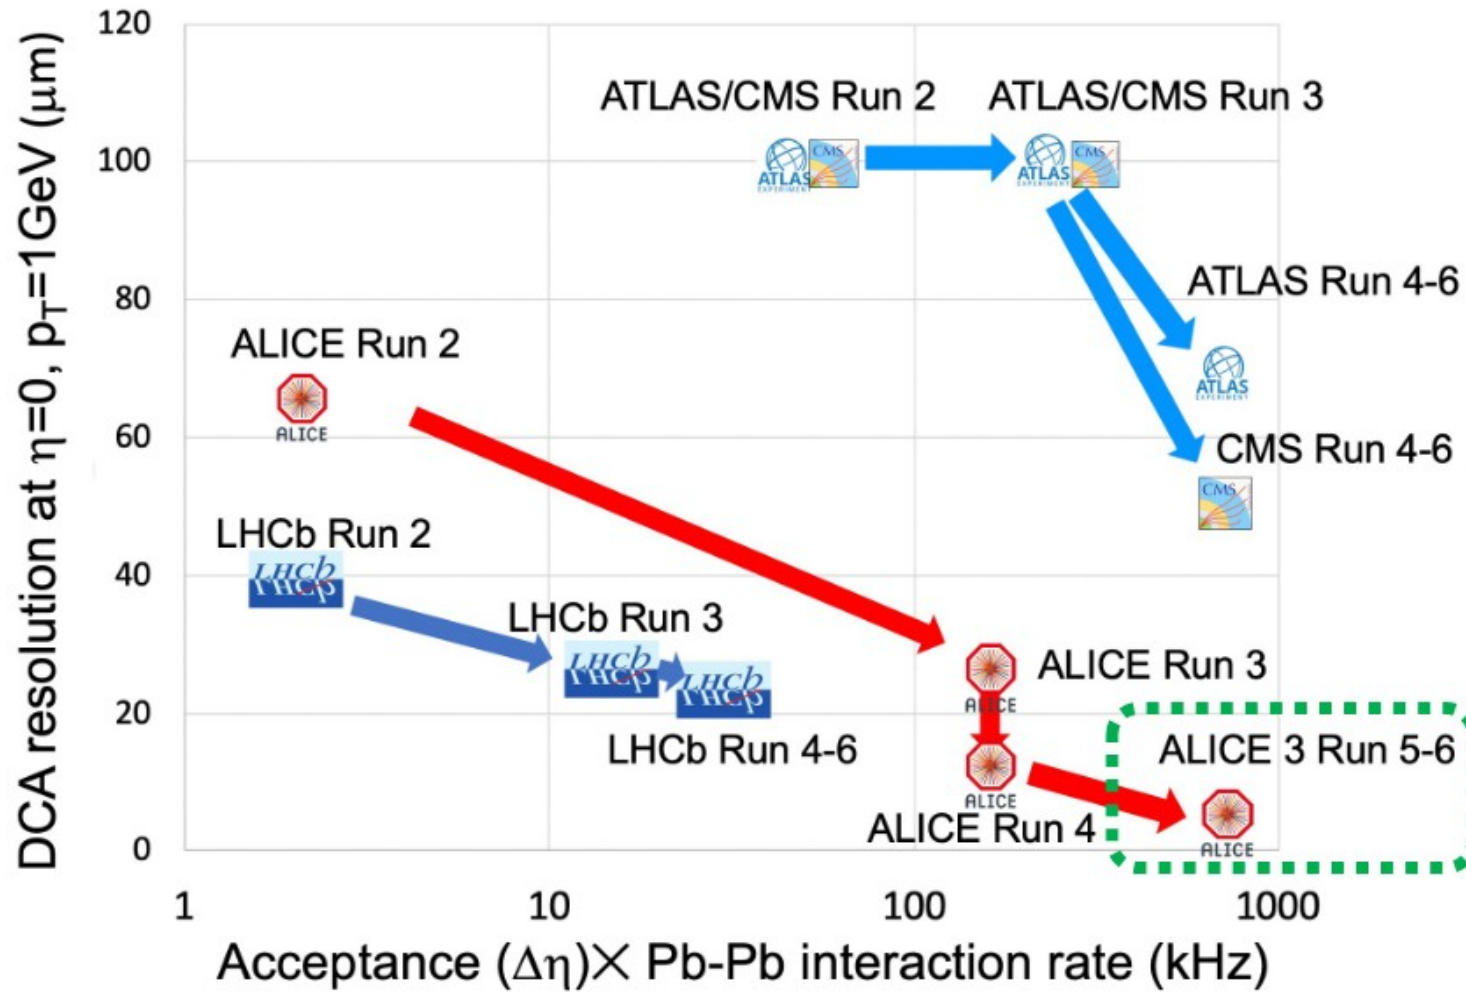 120
100
80
60
40
20
0
DCA resolution at η=0, pT=1GeV (μm)
ATLAS/CMS Run 2
ATLAS/CMS Run 3
ATLAS
EXPERIMENT
CMS
ATLAS
EXPERIMENT
CMS
ATLAS Run 4-6
ATLAS
EXPERIMENT
ALICE Run 2
ALICE
CMS Run 4-6
CMS
LHCb Run 2
LHCb
LHCb Run 3
LHCb
LHCb
LHCb Run 4-6
ALICE Run 3
ALICE
ALICE
ALICE Run 4
ALICE 3 Run 5-6
ALICE
1
10
100
1000
Acceptance (Δη)× Pb-Pb interaction rate (kHz)